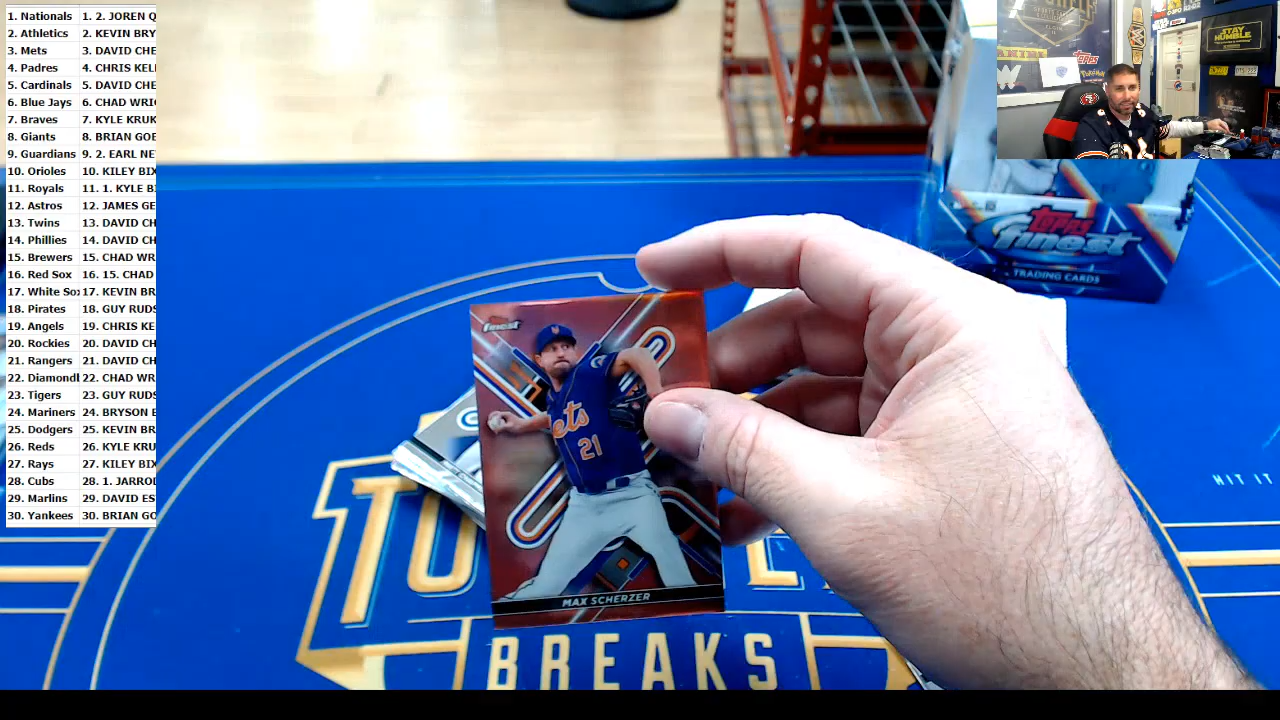 1. Nationals 1. 2. JOREN Q
2. Athletics 2. KEVIN BRY
3. Mets 3. DAVID CHE
4. Padres 4. CHRIS KEL
5. Cardinals 5. DAVID CHE
6. Blue Jays 6. CHAD WRI
7. Braves 7. KYLE KRUK
8. Giants 8. BRIAN GOE
9. Guardians 9. 2. EARL NE
10. Orioles 10. KILEY BIX
11. Royals 11. 1. KYLE B
12. Astros 12. JAMES GE
13. Twins 13. DAVID CH
14. Phillies 14. DAVID CH
15. Brewers 15. CHAD WR
16. Red Sox 16. 15. CHAD
17. White Sox 17. KEVIN BR
18. Pirates 18. GUY RUDS
19. Angels 19. CHRIS KE
20. Rockies 20. DAVID CH
21. Rangers 21. DAVID CH
22. Diamond 22. CHAD WR
23. Tigers 23. GUY RUDS
24. Mariners 24. BRYSON B
25. Dodgers 25. KEVIN BR
26. Reds 26. KYLE KRU
27. Rays 27. KILEY BIX
28. Cubs 28. 1. JARROL
29. Marlins 29. DAVID ES
30. Yankees 30. BRIAN GO
STAY
HUMBLE
topps
TOPPS
finest
TRADING CARDS
finest
ets
21
MAX SCHERZER
HIT IT
BREAKS